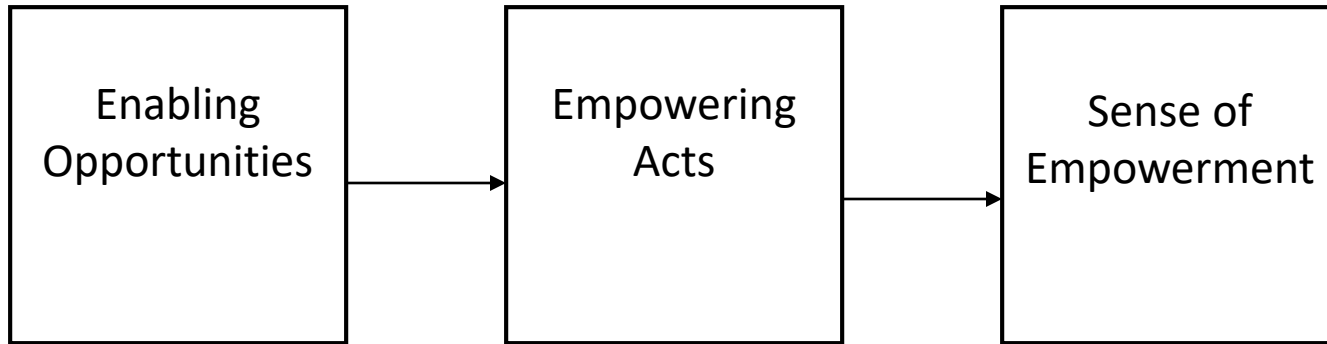 Enabling
Opportunities
Empowering
Acts
Sense of
Empowerment